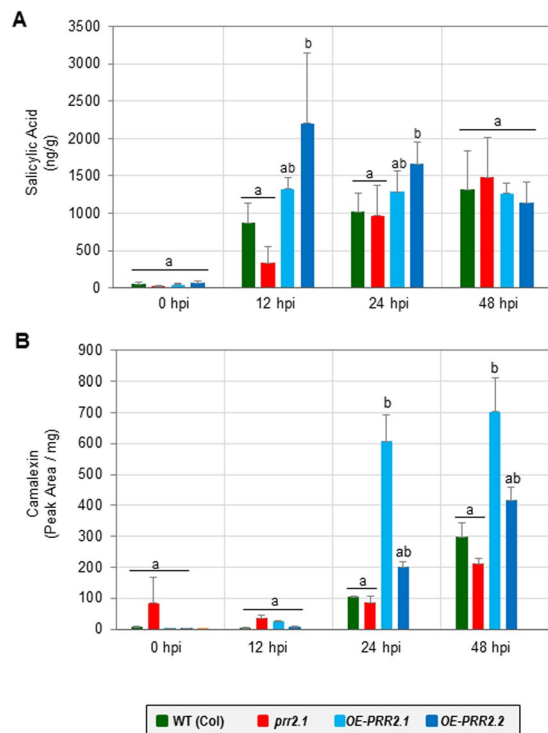 A
Salicylic Acid
(ng/g)
3500
3000
2500
2000
1500
1000
500
0
a
a
ab
b
a
ab
b
a
0 hpi 12 hpi 24 hpi 48 hpi
B
Camalexin
(Peak Area / mg)
900
800
700
600
500
400
300
200
100
0
a
a
a
b
ab
a
b
ab
0 hpi 12 hpi 24 hpi 48 hpi
WT (Col) prr2.1 OE-PRR2.1 OE-PRR2.2